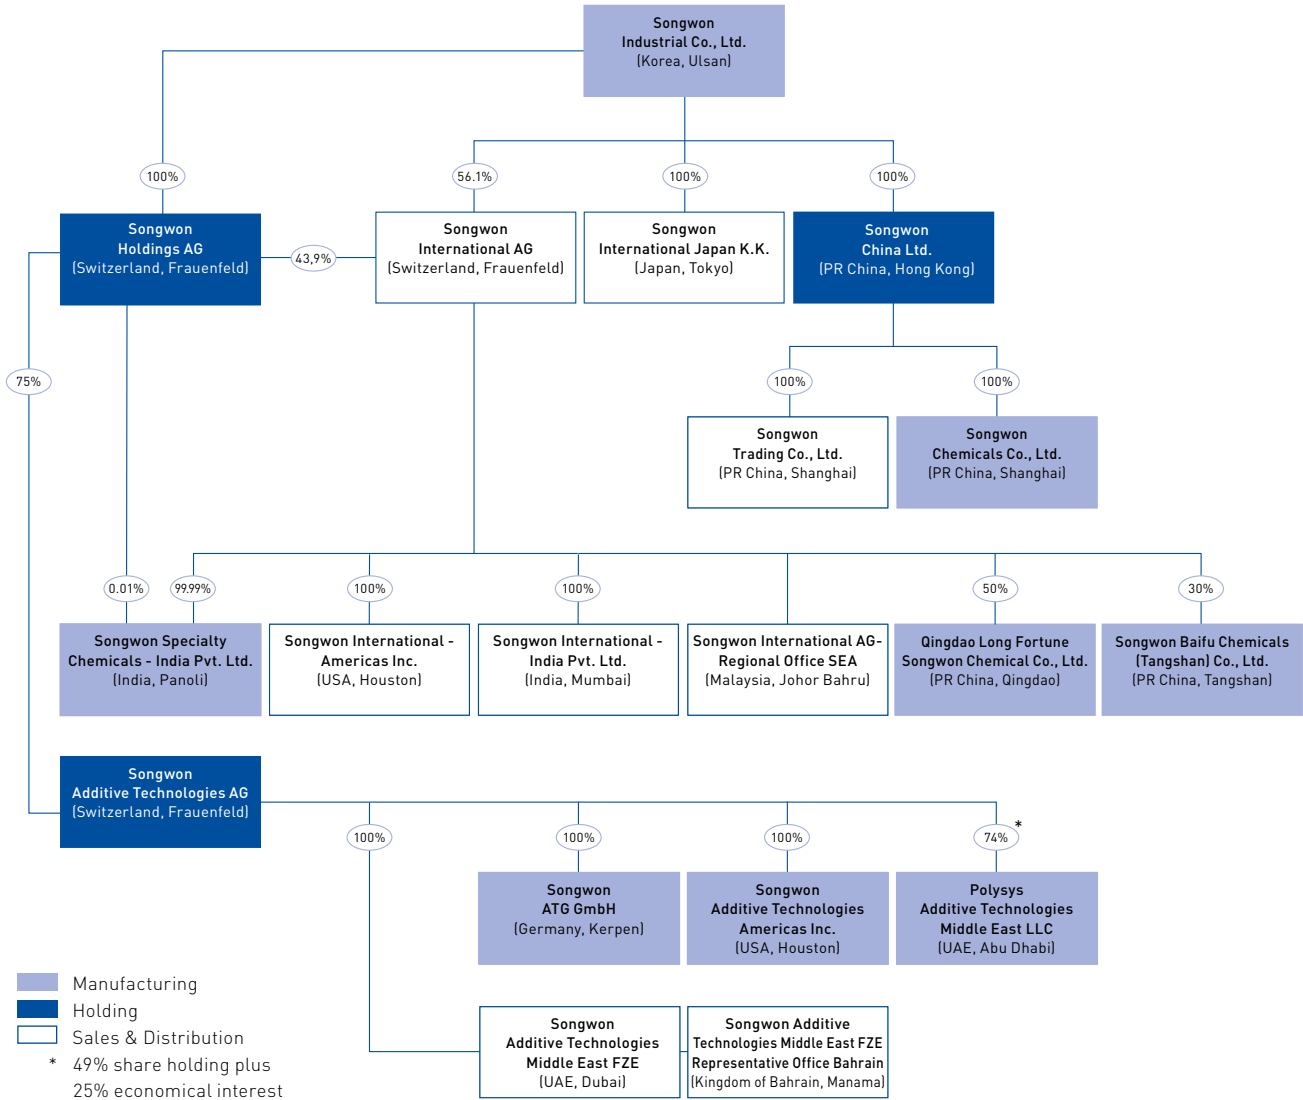 Songwon
Industrial Co., Ltd.
(Korea, Ulsan)
100%
56.1%
100%
100%
Songwon
Holdings AG
(Switzerland, Frauenfeld)
43,9%
Songwon
International AG
(Switzerland, Frauenfeld)
Songwon
International Japan K.K.
(Japan, Tokyo)
Songwon
China Ltd.
(PR China, Hong Kong)
75%
100%
100%
Songwon
Trading Co., Ltd.
(PR China, Shanghai)
Songwon
Chemicals Co., Ltd.
(PR China, Shanghai)
0.01%
99.99%
100%
100%
50%
30%
Songwon Specialty
Chemicals - India Pvt. Ltd.
(India, Panoli)
Songwon International -
Americas Inc.
(USA, Houston)
Songwon International -
India Pvt. Ltd.
(India, Mumbai)
Songwon International AG-
Regional Office SEA
(Malaysia, Johor Bahru)
Qingdao Long Fortune
Songwon Chemical Co., Ltd.
(PR China, Qingdao)
Songwon Baifu Chemicals
(Tangshan) Co., Ltd.
(PR China, Tangshan)
Songwon
Additive Technologies AG
(Switzerland, Frauenfeld)
100%
100%
100%
74% *
Songwon
ATG GmbH
(Germany, Kerpen)
Songwon
Additive Technologies
Americas Inc.
(USA, Houston)
Polysys
Additive Technologies
Middle East LLC
(UAE, Abu Dhabi)
Songwon
Additive Technologies
Middle East FZE
(UAE, Dubai)
Songwon Additive
Technologies Middle East FZE
Representative Office Bahrain
(Kingdom of Bahrain, Manama)
Manufacturing
Holding
Sales & Distribution
* 49% share holding plus
25% economical interest